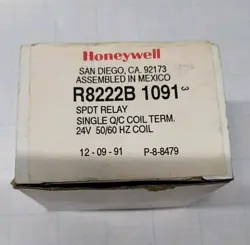 Honeywell
SAN DIEGO, CA. 92173
ASSEMBLED IN MEXICO
R8222B 1091 3
SPDT RELAY
SINGLE Q/C COIL TERM.
24V 50/60 HZ COIL
12-09-91 P-8-8479